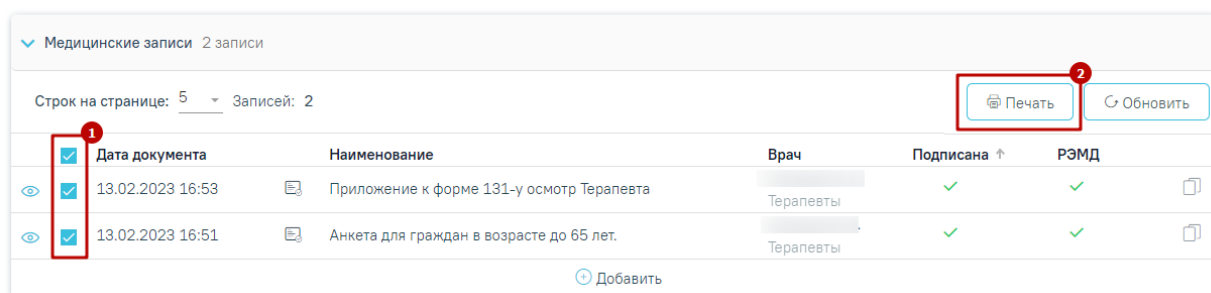 Медицинские записи 2 записи
2
Строк на странице: 5 Записей: 2 Печать Обновить
1
Дата документа Наименование Врач Подписана ↑ РЭМД
13.02.2023 16:53 Приложение к форме 131-у осмотр Терапевта
Терапевты
13.02.2023 16:51 Анкета для граждан в возрасте до 65 лет.
Терапевты
Добавить